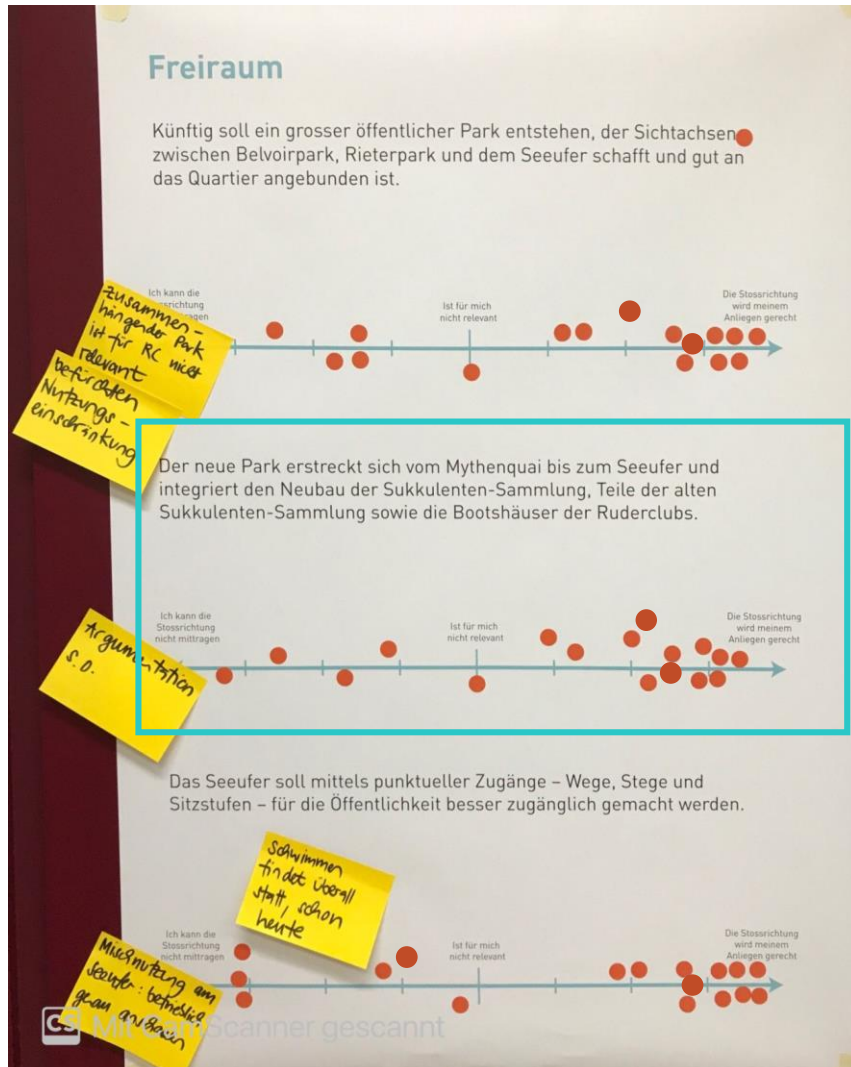 Freiraum
Künftig soll ein grosser öffentlicher Park entstehen, der Sichtachsen
zwischen Belvoirpark, Rieterpark und dem Seeufer schafft und gut an
das Quartier angebunden ist.
Ich kann die
Ist für mich
nicht relevant
Die Stossrichtung
wird meinem
Anliegen gerecht
Zusammen-
hängender Park
ist für RC nicht
relevant
befürchten
Nutzungs-
einschränkung
Der neue Park erstreckt sich vom Mythenquai bis zum Seeufer und
integriert den Neubau der Sukkulenten-Sammlung, Teile der alten
Sukkulenten-Sammlung sowie die Bootshäuser der Ruderclubs.
Ich kann die
Stossrichtung
nicht mittragen
Ist für mich
nicht relevant
Die Stossrichtung
wird meinem
Anliegen gerecht
Argumentation
s.o.
Das Seeufer soll mittels punktueller Zugänge – Wege, Stege und
Sitzstufen – für die Öffentlichkeit besser zugänglich gemacht werden.
Schwimmen
findet überall
statt, schon
heute
Ich kann die
Stossrichtung
nicht mittragen
Ist für mich
nicht relevant
Die Stossrichtung
wird meinem
Anliegen gerecht
Mischnutzung am
Seeufer: betrieblich
genau
CS Mit CamScanner gescannt